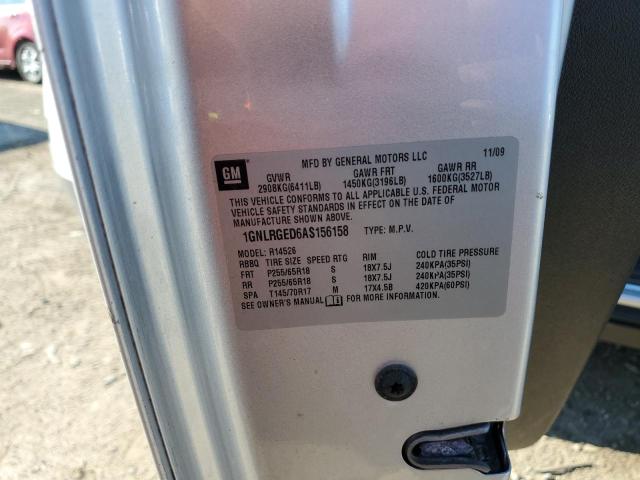 GM
MFD BY GENERAL MOTORS LLC 11/09
GVWR GAWR FRT GAWR RR
2908KG(6411LB) 1450KG(3196LB) 1600KG(3527LB)
THIS VEHICLE CONFORMS TO ALL APPLICABLE U.S. FEDERAL MOTOR
VEHICLE SAFETY STANDARDS IN EFFECT ON THE DATE OF
MANUFACTURE SHOWN ABOVE.
1GNLRGED6AS156158 TYPE: M.P.V.
MODEL: R14526
RBBQ TIRE SIZE SPEED RTG RIM COLD TIRE PRESSURE
FRT P255/65R18 S 18X7.5J 240KPA(35PSI)
RR P255/65R18 S 18X7.5J 240KPA(35PSI)
SPA T145/70R17 M 17X4.5B 420KPA(60PSI)
SEE OWNER'S MANUAL FOR MORE INFORMATION.